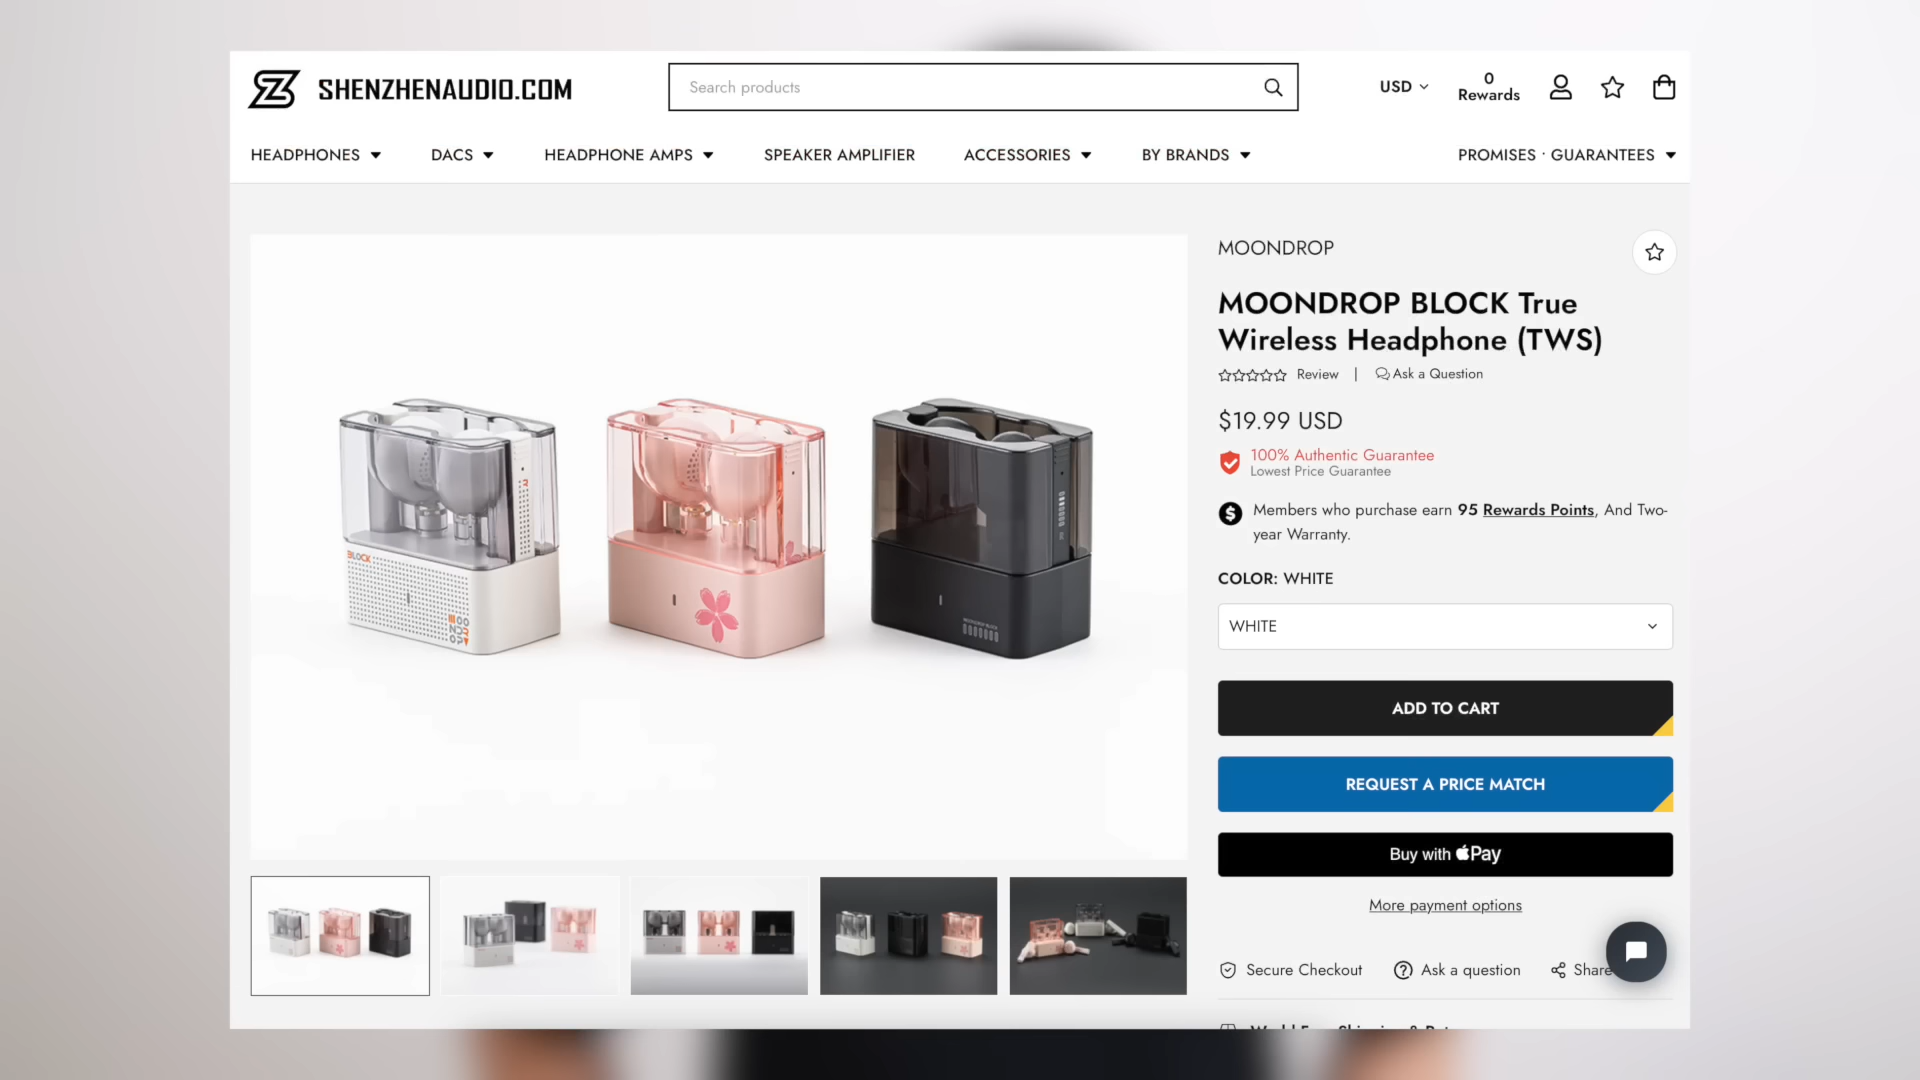 SHENZHENAUDIO.COM
Search products
USD
0
Rewards
HEADPHONES
DACS
HEADPHONE AMPS
SPEAKER AMPLIFIER
ACCESSORIES
BY BRANDS
PROMISES · GUARANTEES
MOONDROP
MOONDROP BLOCK True
Wireless Headphone (TWS)
Review | Ask a Question
$19.99 USD
100% Authentic Guarantee
Lowest Price Guarantee
Members who purchase earn 95 Rewards Points, And Two-
year Warranty.
COLOR: WHITE
WHITE
ADD TO CART
REQUEST A PRICE MATCH
Buy with Pay
More payment options
Secure Checkout
Ask a question
Share
BLOCK
MOONDROP BLOCK